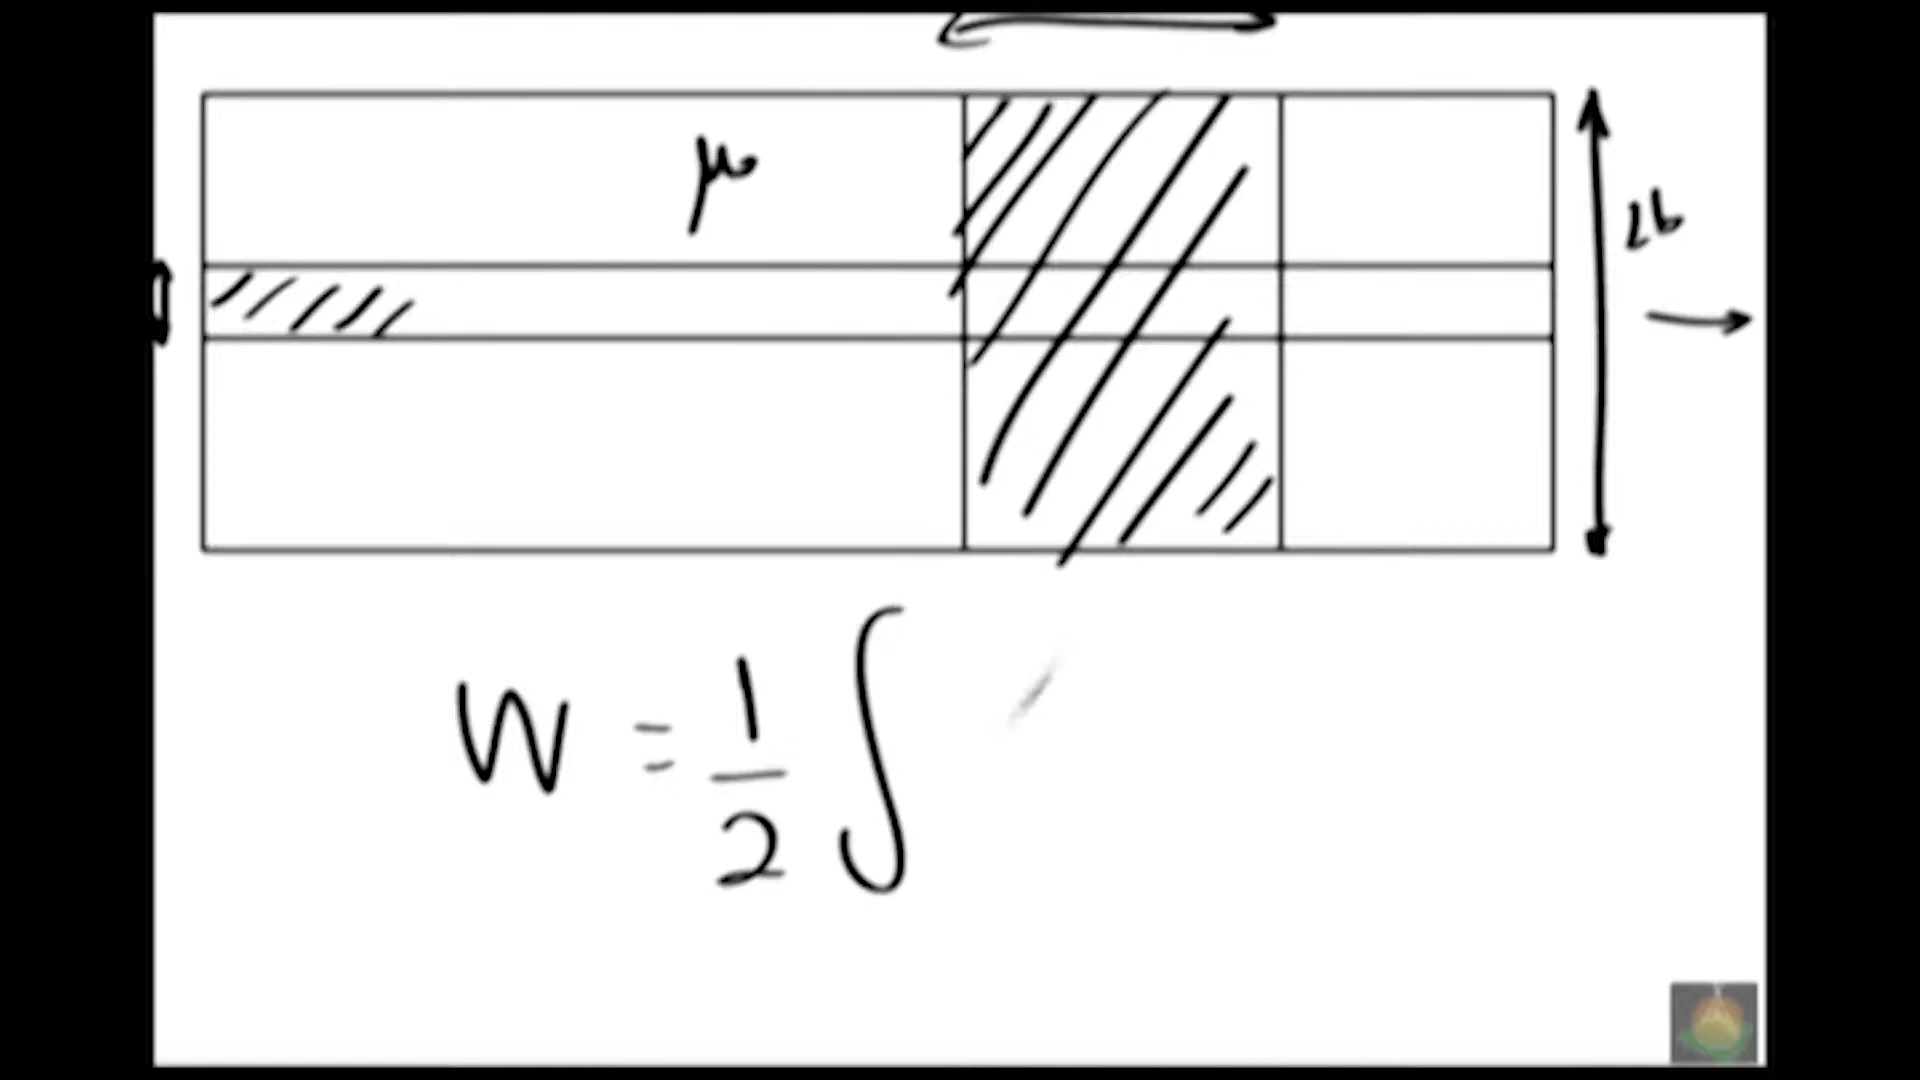 μ
2b
W = 1/2 ∫